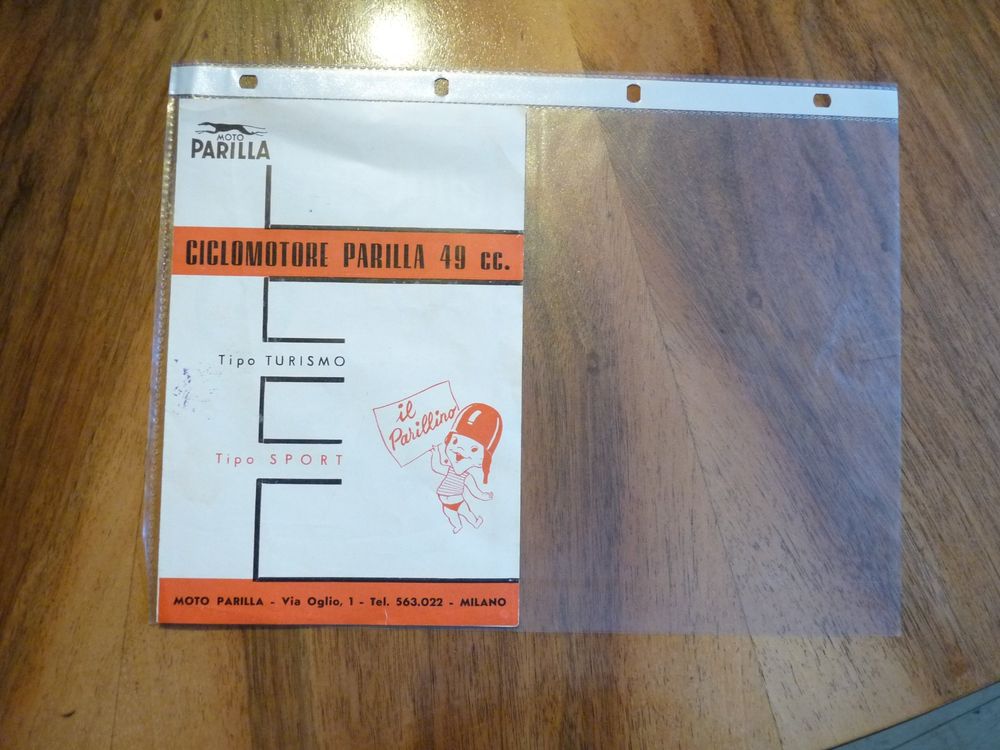 MOTO
PARILLA
CICLOMOTORE PARILLA 49 cc.
Tipo TURISMO
il
Parillino
Tipo SPORT
MOTO PARILLA - Via Oglio, 1 - Tel. 563.022 - MILANO